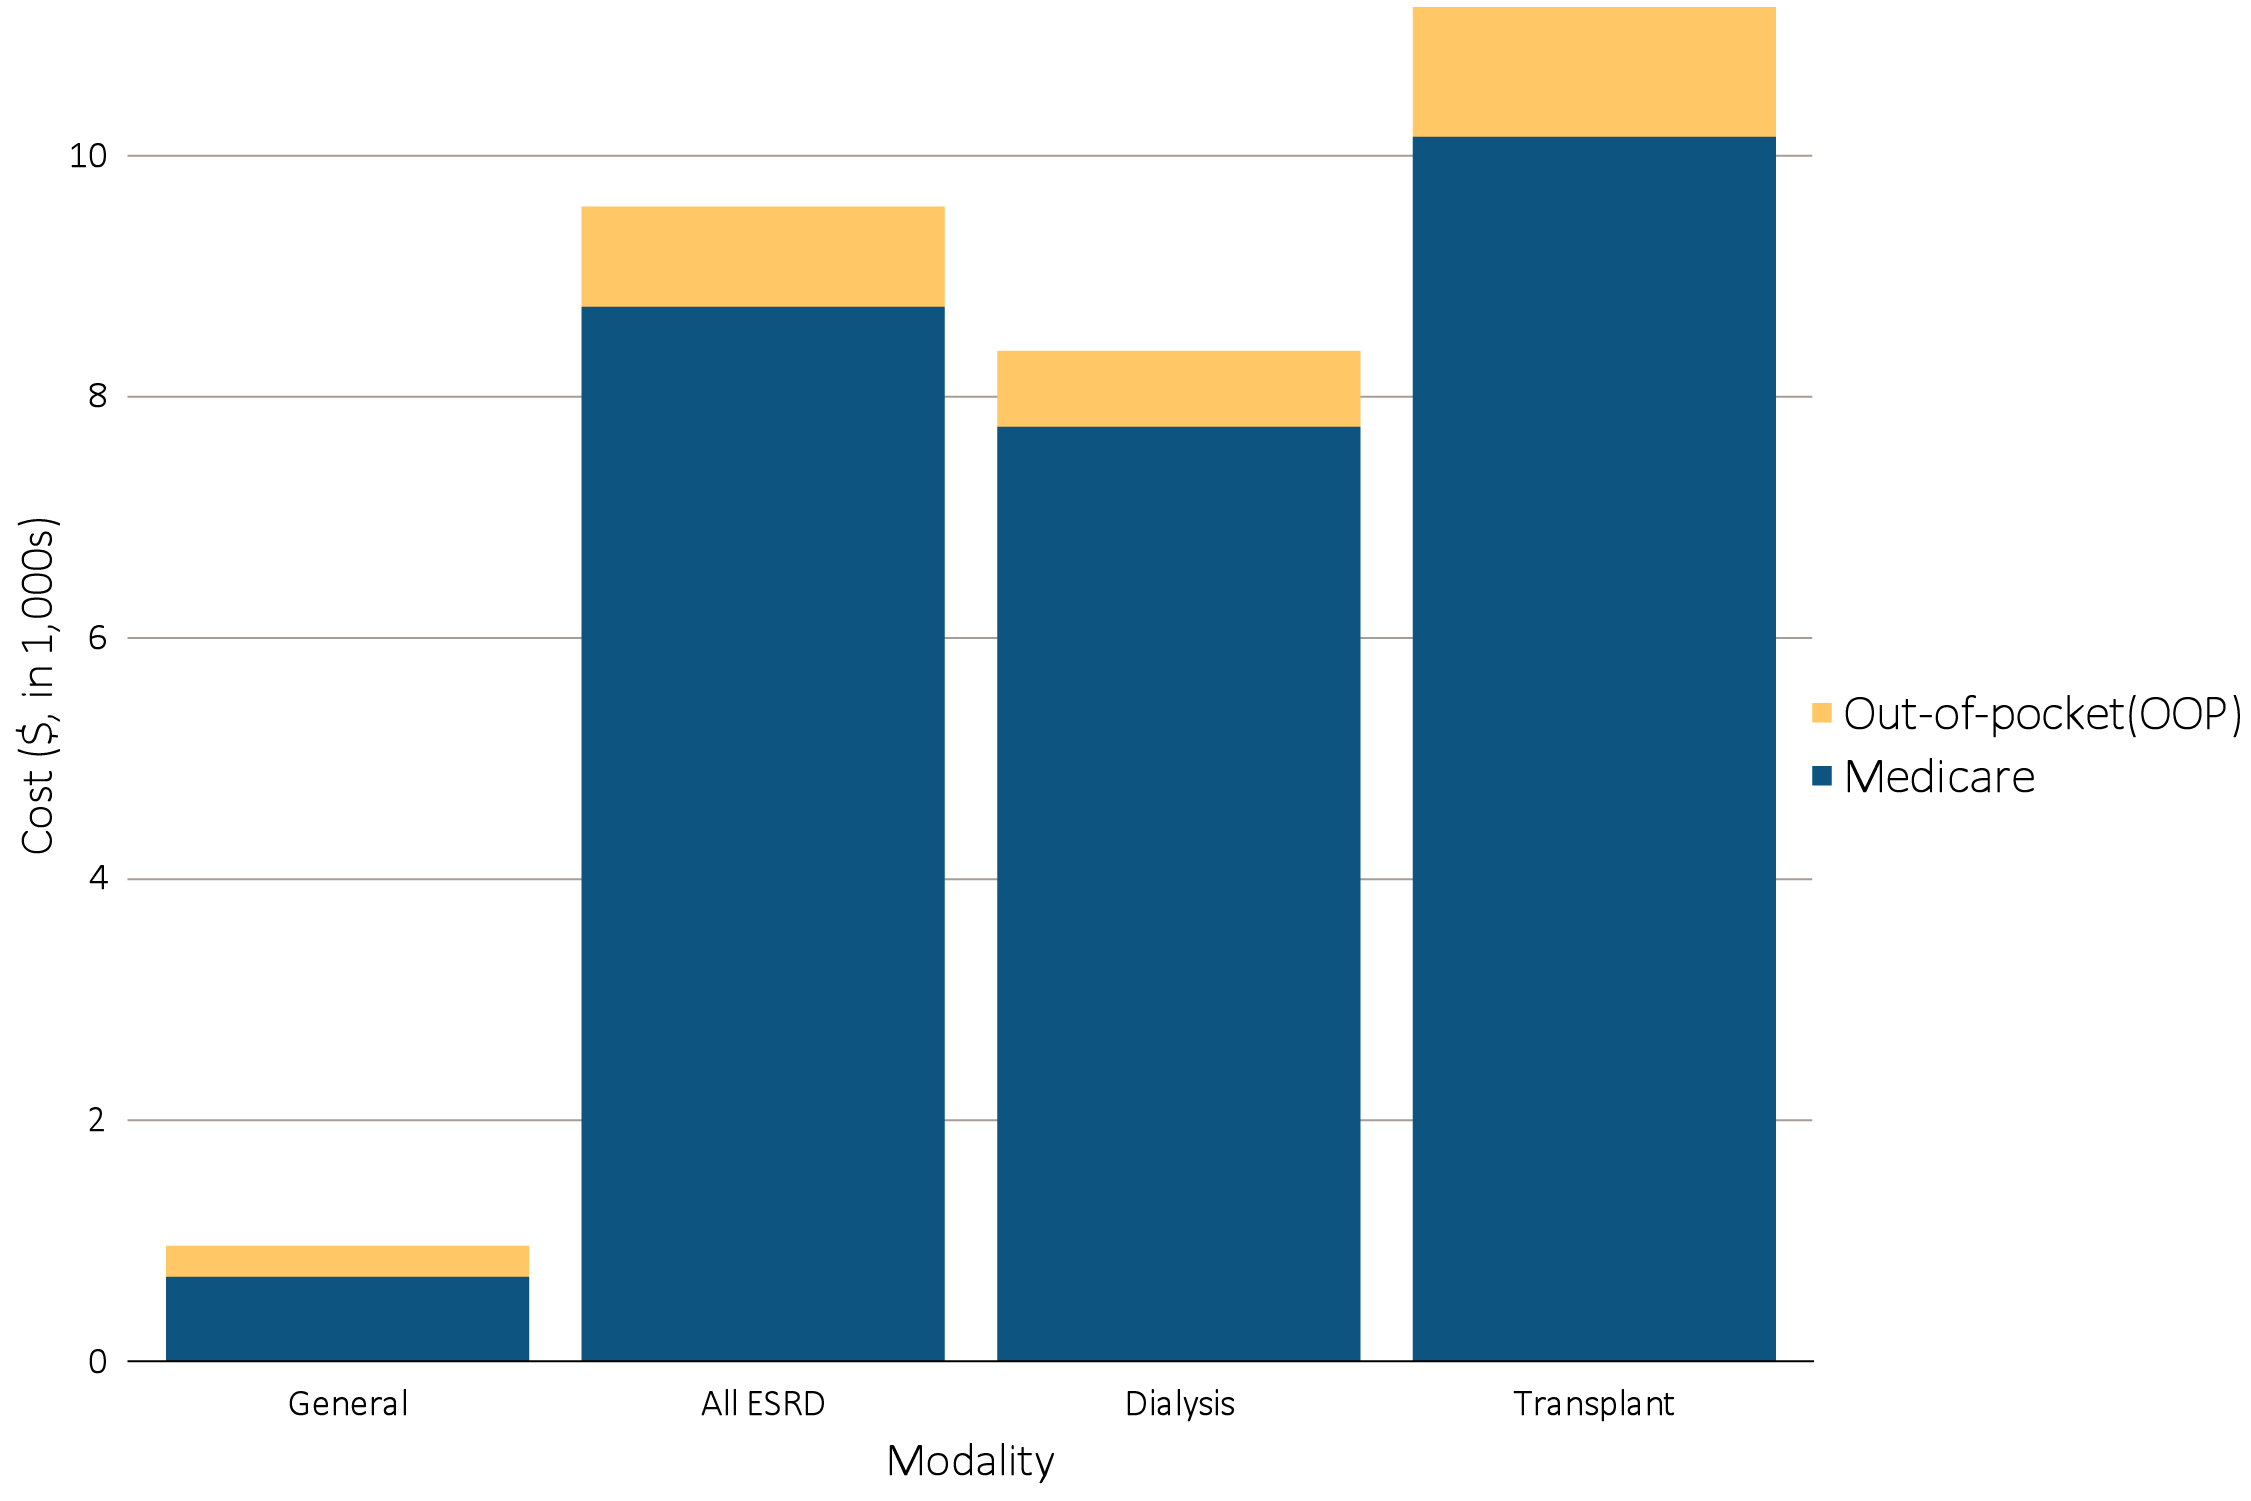 10
8
6
4
2
0
Cost ($, in 1,000s)
General
All ESRD
Dialysis
Transplant
Modality
Out-of-pocket(OOP)
Medicare